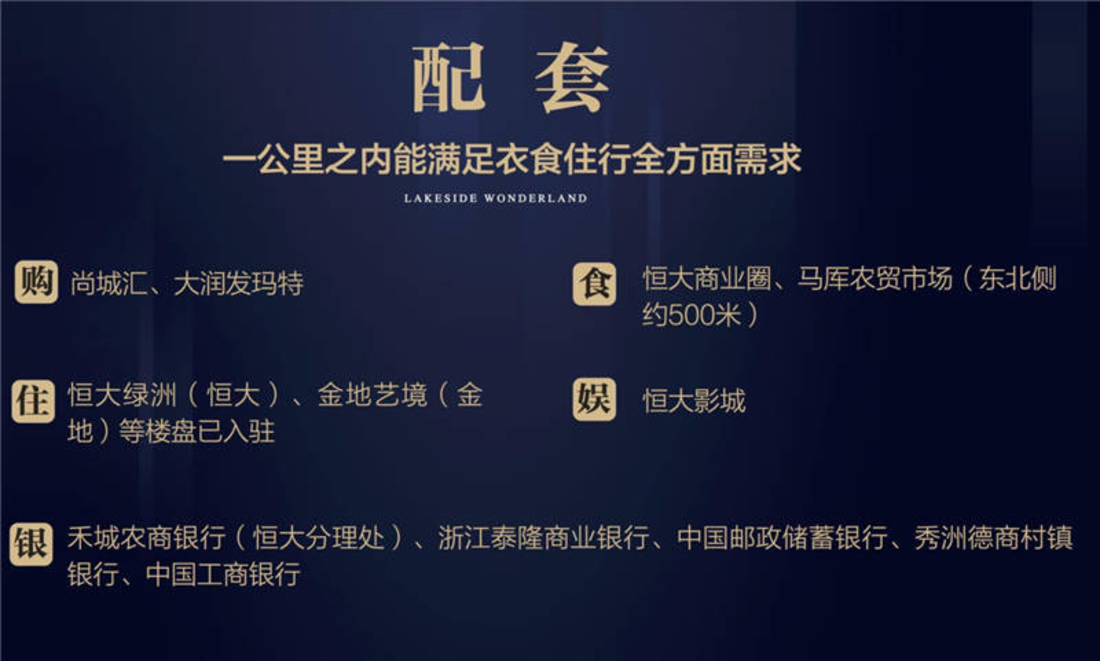 配套
一公里之内能满足衣食住行全方面需求
LAKESIDE WONDERLAND
购 尚城汇、大润发玛特
食 恒大商业圈、马厍农贸市场（东北侧
约500米）
住 恒大绿洲（恒大）、金地艺境（金
地）等楼盘已入驻
娱 恒大影城
银 禾城农商银行（恒大分理处）、浙江泰隆商业银行、中国邮政储蓄银行、秀洲德商村镇
银行、中国工商银行